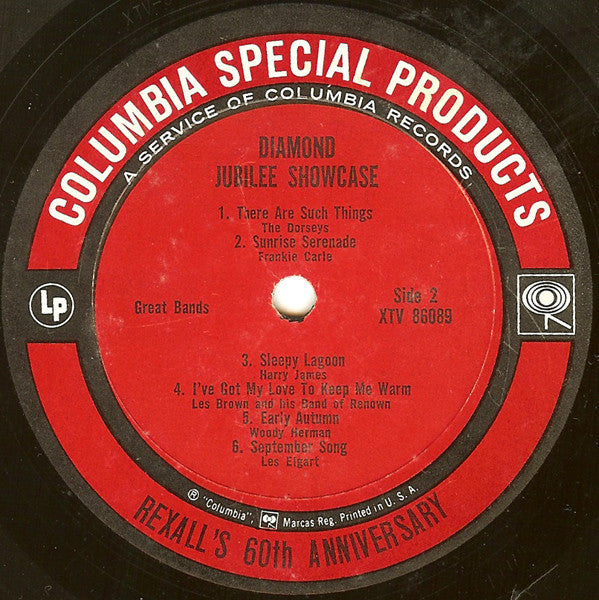 COLUMBIA SPECIAL PRODUCTS
A SERVICE OF COLUMBIA RECORDS
DIAMOND
JUBILEE SHOWCASE
1. There Are Such Things
The Dorseys
2. Sunrise Serenade
Frankie Carle
Lp
Great Bands
Side 2
XTV 86089
3. Sleepy Lagoon
Harry James
4. I've Got My Love To Keep Me Warm
Les Brown and his Band of Renown
5. Early Autumn
Woody Herman
6. September Song
Les Elgart
® "Columbia", Marcas Reg. Printed in U. S. A.
REXALL'S 60th ANNIVERSARY